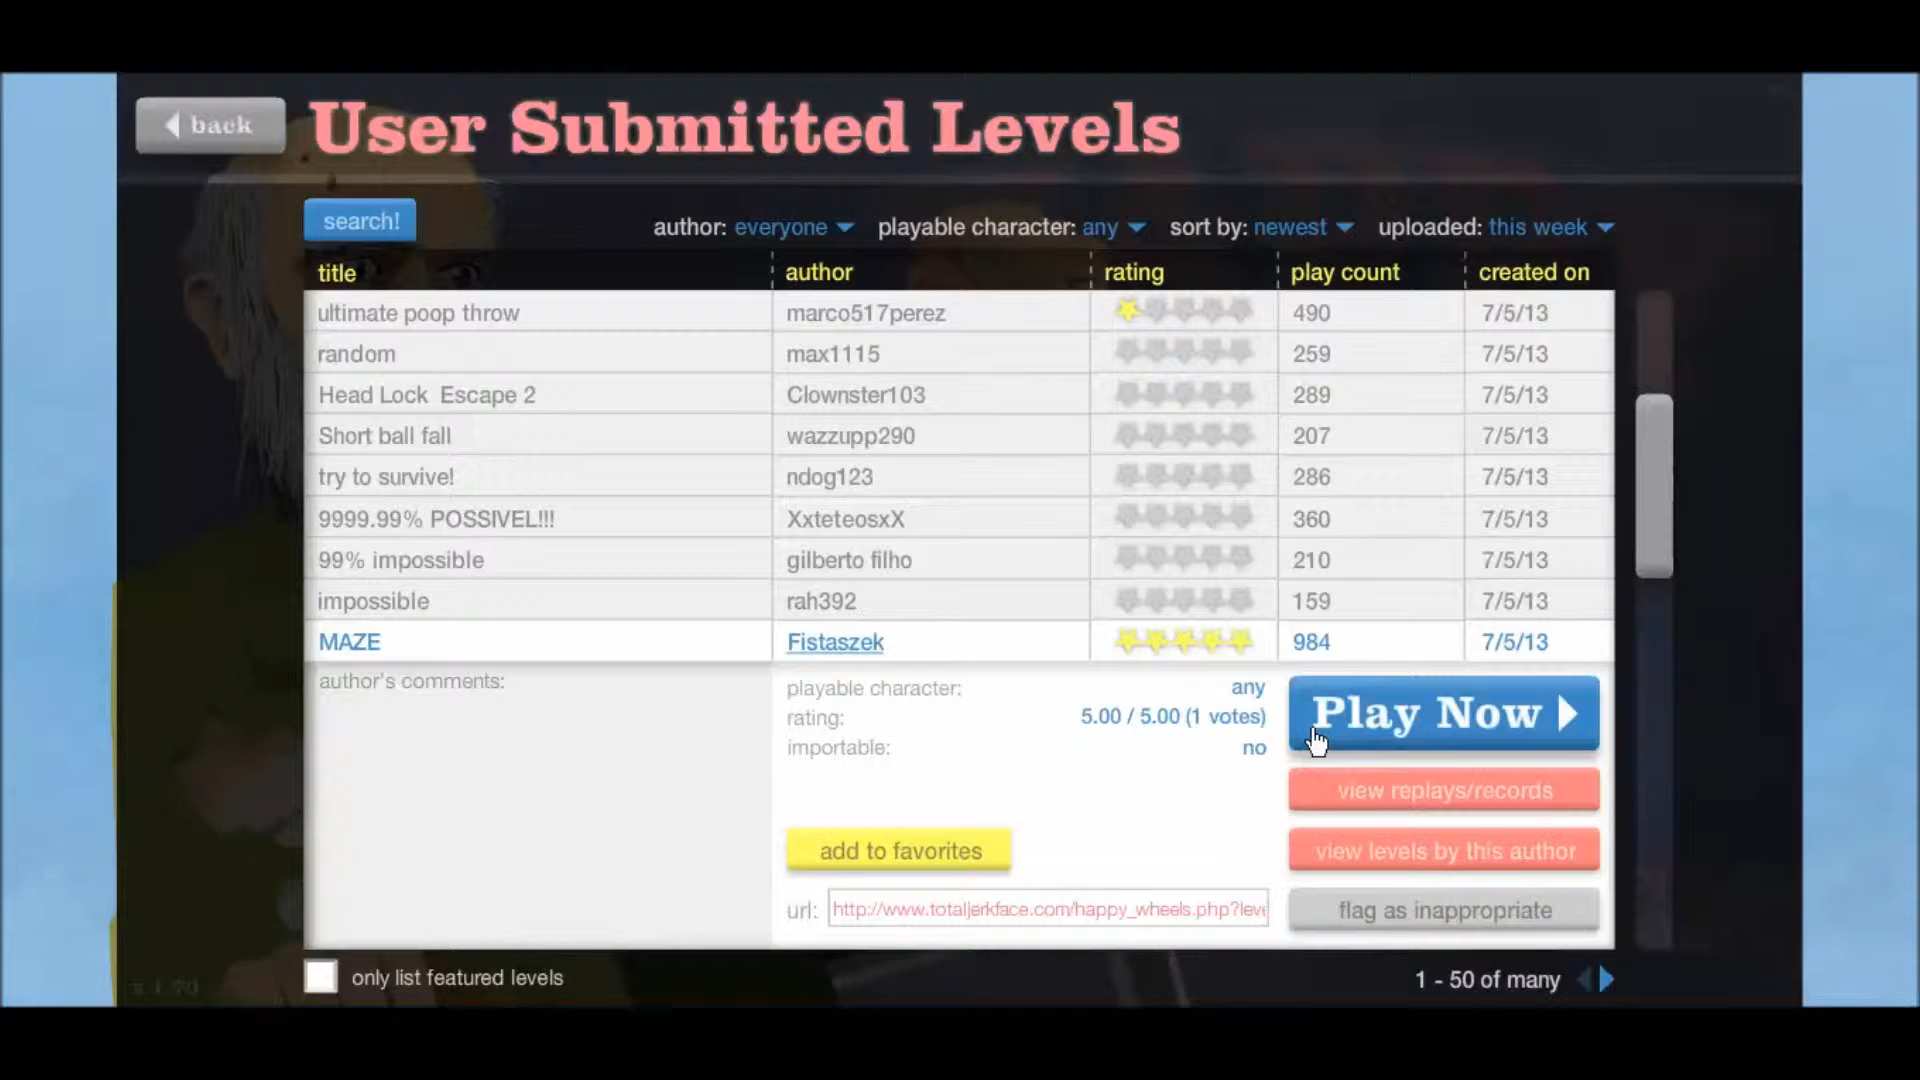 back
User Submitted Levels
search!
author: everyone playable character: any sort by: newest uploaded: this week
title author rating play count created on
ultimate poop throw marco517perez 490 7/5/13
random max1115 259 7/5/13
Head Lock Escape 2 Clownster103 289 7/5/13
Short ball fall wazzupp290 207 7/5/13
try to survive! ndog123 286 7/5/13
9999.99% POSSIVEL!!! XxteteosxX 360 7/5/13
99% impossible gilberto filho 210 7/5/13
impossible rah392 159 7/5/13
MAZE Fistaszek 984 7/5/13
author's comments:
playable character: any
rating: 5.00 / 5.00 (1 votes)
importable: no
Play Now
view replays/records
add to favorites
view levels by this author
url: http://www.totaljerkface.com/happy_wheels.php?leve
flag as inappropriate
only list featured levels
1 - 50 of many